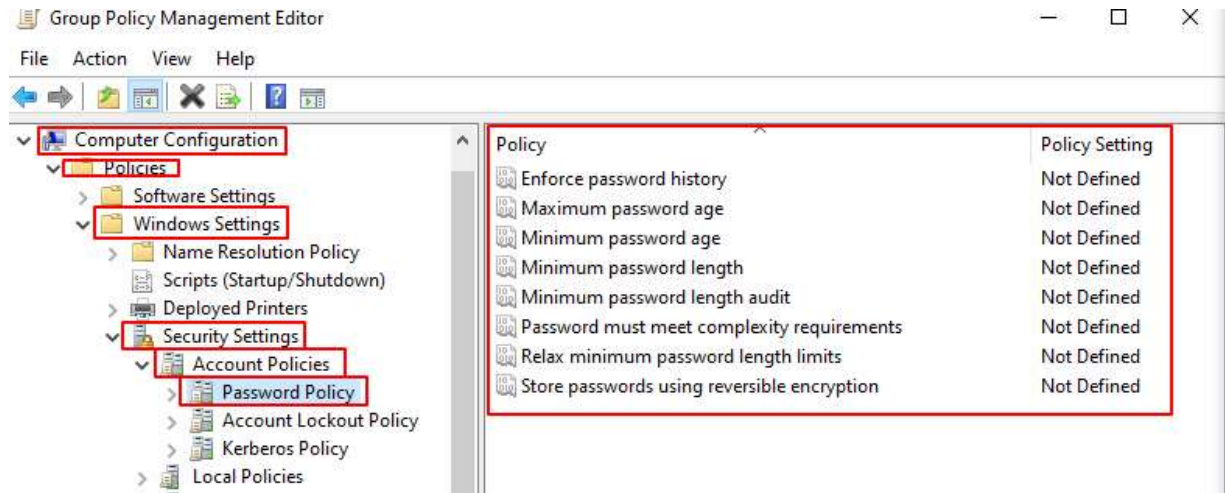 Group Policy Management Editor
File Action View Help
Computer Configuration
Policies
Software Settings
Windows Settings
Name Resolution Policy
Scripts (Startup/Shutdown)
Deployed Printers
Security Settings
Account Policies
Password Policy
Account Lockout Policy
Kerberos Policy
Local Policies
Policy Policy Setting
Enforce password history Not Defined
Maximum password age Not Defined
Minimum password age Not Defined
Minimum password length Not Defined
Minimum password length audit Not Defined
Password must meet complexity requirements Not Defined
Relax minimum password length limits Not Defined
Store passwords using reversible encryption Not Defined